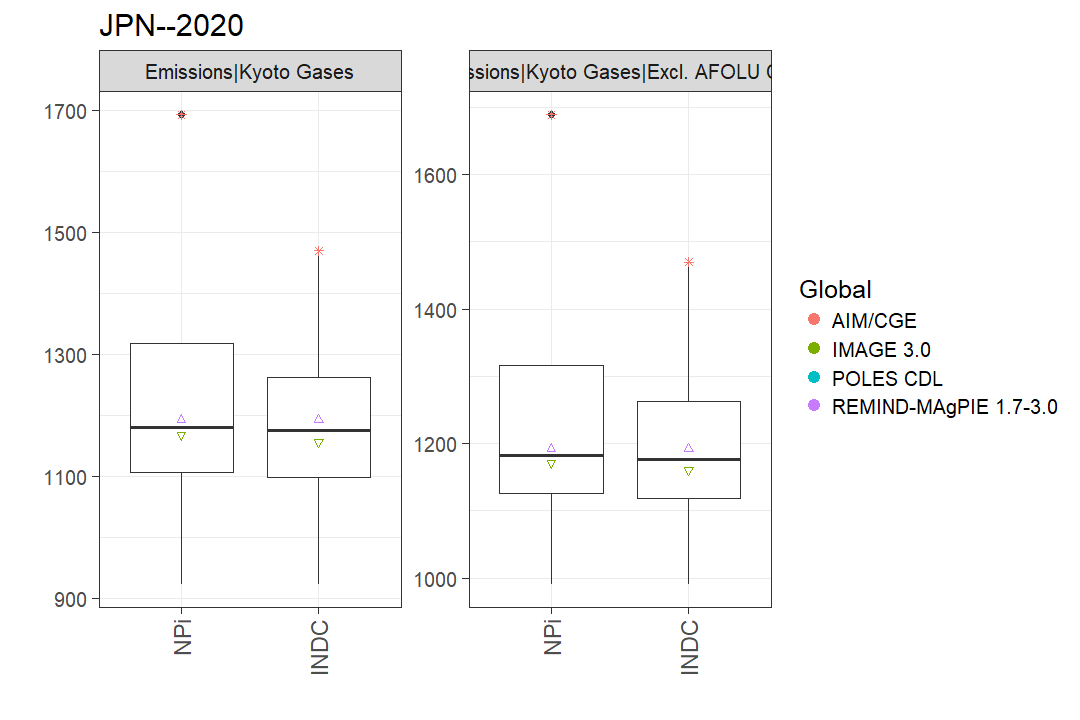 JPN--2020
Emissions|Kyoto Gases
ssions|Kyoto Gases|Excl. AFOLU
1700
1500
1300
1100
900
1600
1400
1200
1000
NPi
INDC
NPi
INDC
Global
AIM/CGE
IMAGE 3.0
POLES CDL
REMIND-MAgPIE 1.7-3.0